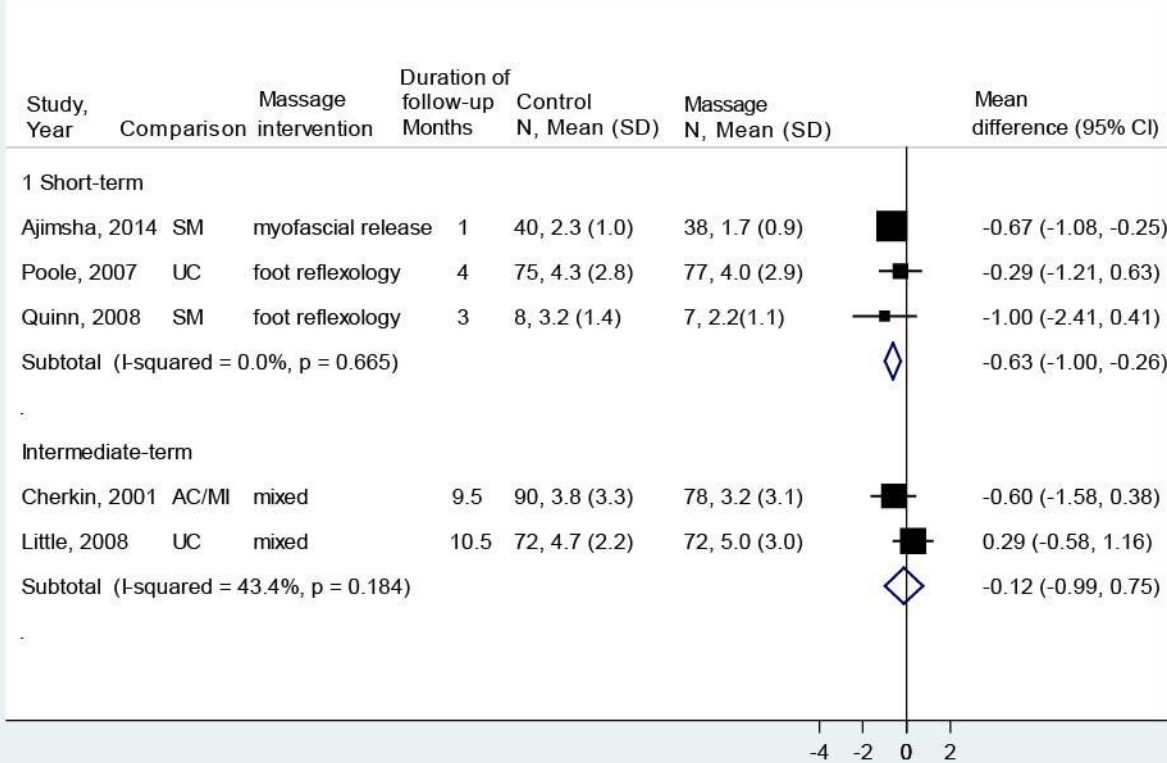 Study, Year Comparison Massage intervention Duration of follow-up Months Control N, Mean (SD) Massage N, Mean (SD) Mean difference (95% CI)
1 Short-term
Ajimsha, 2014 SM myofascial release 1 40, 2.3 (1.0) 38, 1.7 (0.9) -0.67 (-1.08, -0.25)
Poole, 2007 UC foot reflexology 4 75, 4.3 (2.8) 77, 4.0 (2.9) -0.29 (-1.21, 0.63)
Quinn, 2008 SM foot reflexology 3 8, 3.2 (1.4) 7, 2.2(1.1) -1.00 (-2.41, 0.41)
Subtotal (I-squared = 0.0%, p = 0.665) -0.63 (-1.00, -0.26)
.
Intermediate-term
Cherkin, 2001 AC/MI mixed 9.5 90, 3.8 (3.3) 78, 3.2 (3.1) -0.60 (-1.58, 0.38)
Little, 2008 UC mixed 10.5 72, 4.7 (2.2) 72, 5.0 (3.0) 0.29 (-0.58, 1.16)
Subtotal (I-squared = 43.4%, p = 0.184) -0.12 (-0.99, 0.75)
.
-4 -2 0 2